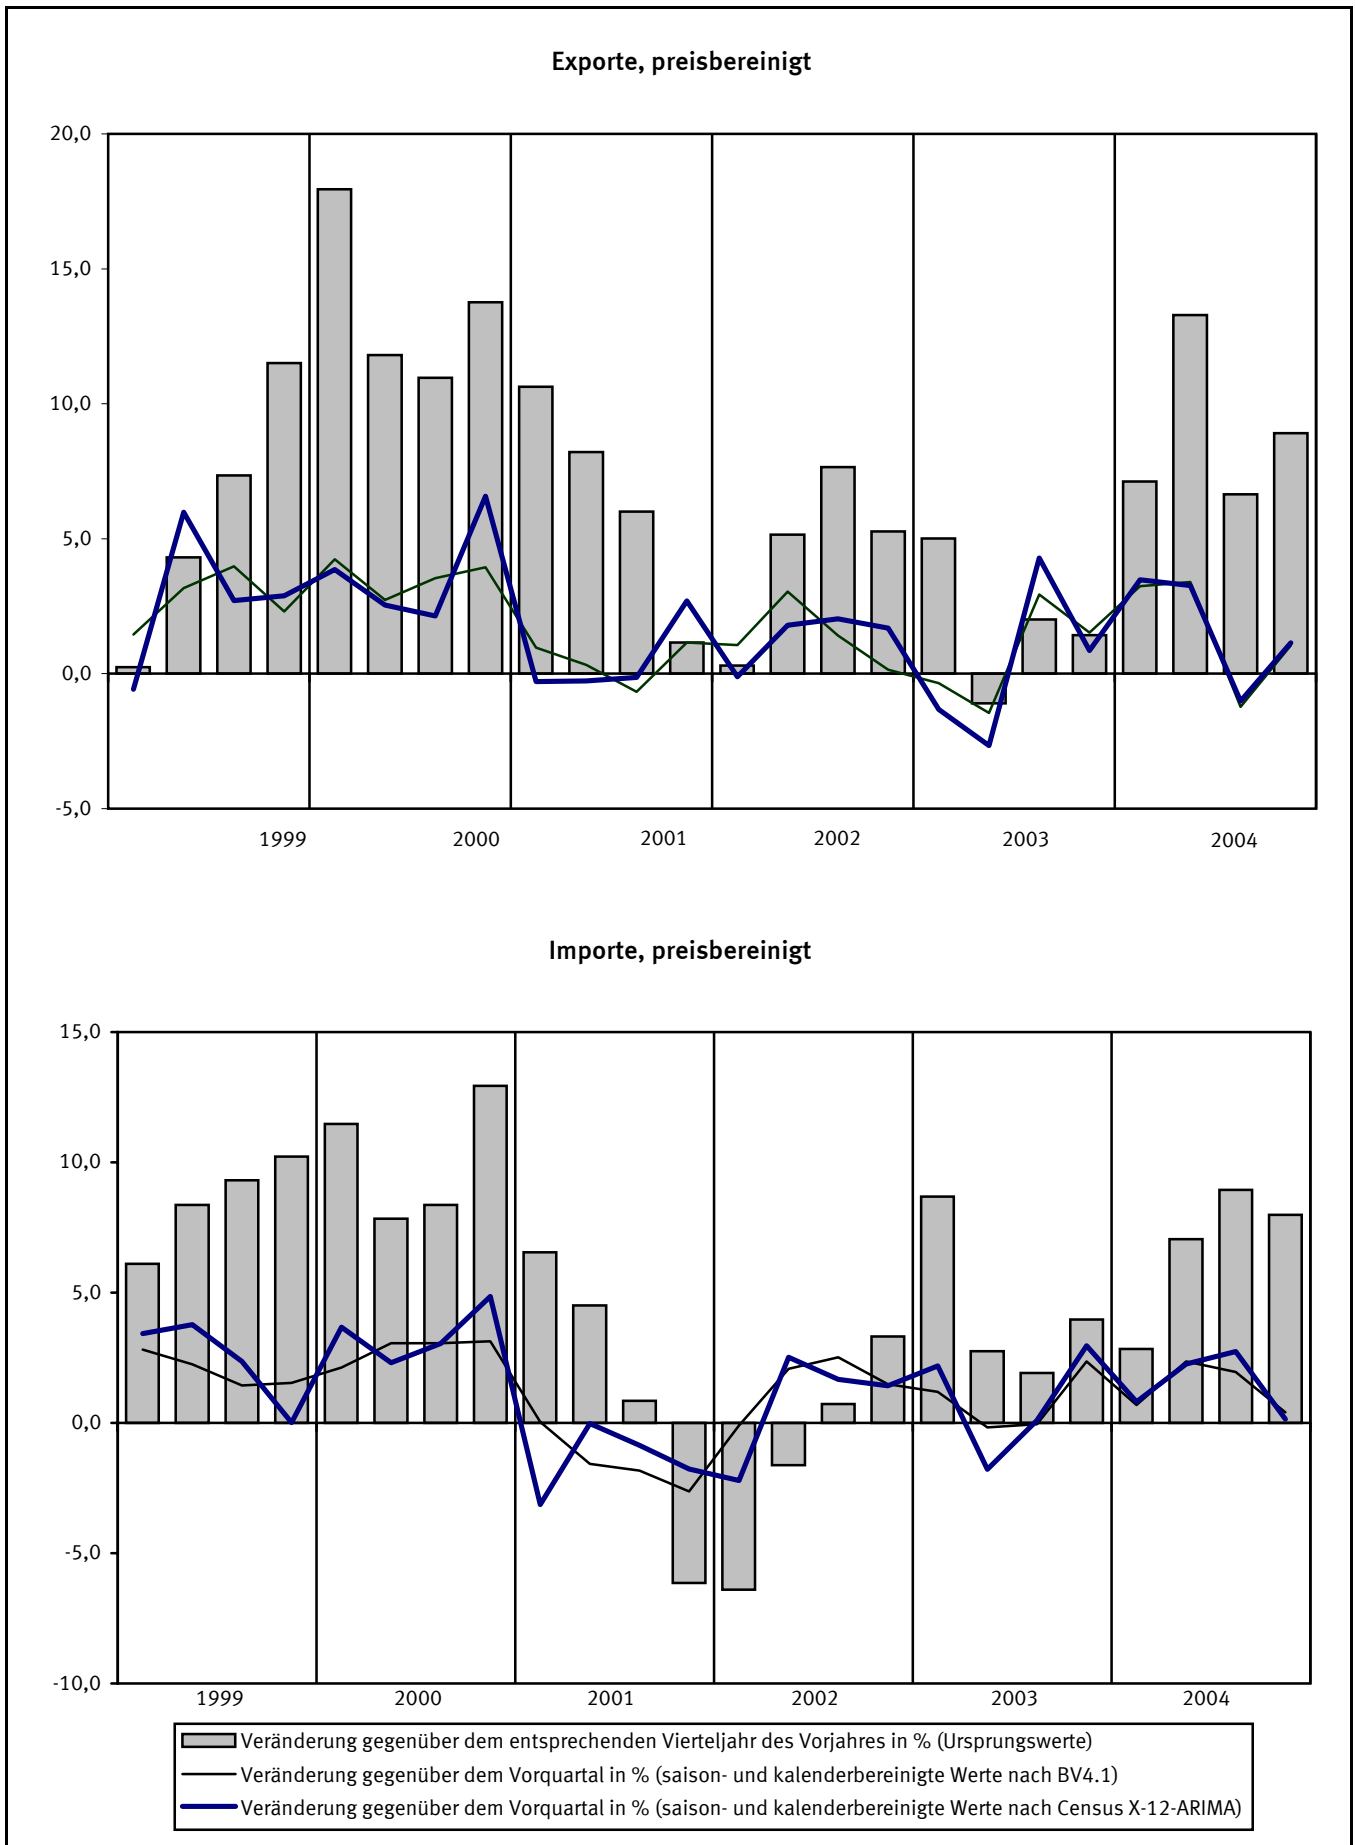 Exporte, preisbereinigt
20,0
15,0
10,0
5,0
0,0
-5,0
1999 2000 2001 2002 2003 2004
Importe, preisbereinigt
15,0
10,0
5,0
0,0
-5,0
-10,0
1999 2000 2001 2002 2003 2004
Veränderung gegenüber dem entsprechenden Vierteljahr des Vorjahres in % (Ursprungswerte)
Veränderung gegenüber dem Vorquartal in % (saison- und kalenderbereinigte Werte nach BV4.1)
Veränderung gegenüber dem Vorquartal in % (saison- und kalenderbereinigte Werte nach Census X-12-ARIMA)